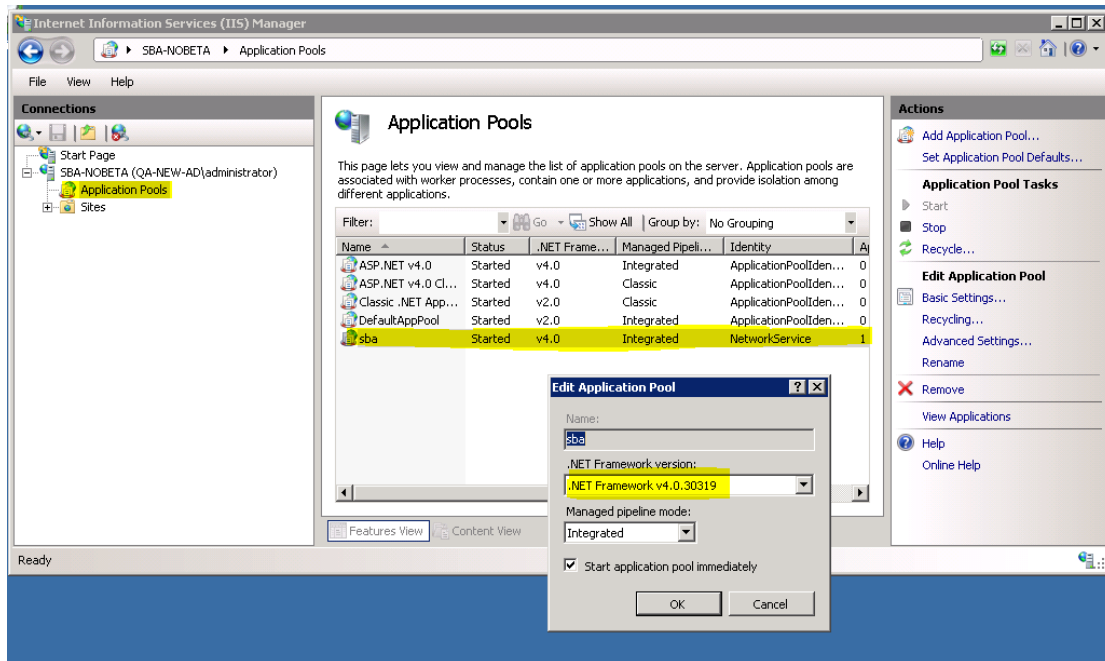 Internet Information Services (IIS) Manager
SBA-NOBETA Application Pools
File View Help
Connections
Start Page
SBA-NOBETA (QA-NEW-AD\administrator)
Application Pools
Sites
Application Pools
This page lets you view and manage the list of application pools on the server. Application pools are
associated with worker processes, contain one or more applications, and provide isolation among
different applications.
Filter: Go Show All Group by: No Grouping
Name Status .NET Frame... Managed Pipeli... Identity
ASP.NET v4.0 Started v4.0 Integrated ApplicationPoolIden... 0
ASP.NET v4.0 Cl... Started v4.0 Classic ApplicationPoolIden... 0
Classic .NET App... Started v2.0 Classic ApplicationPoolIden... 0
DefaultAppPool Started v2.0 Integrated ApplicationPoolIden... 0
sba Started v4.0 Integrated NetworkService 1
Edit Application Pool
Name:
sba
.NET Framework version:
.NET Framework v4.0.30319
Managed pipeline mode:
Integrated
Start application pool immediately
OK Cancel
Features View Content View
Ready
Actions
Add Application Pool...
Set Application Pool Defaults...
Application Pool Tasks
Start
Stop
Recycle...
Edit Application Pool
Basic Settings...
Recycling...
Advanced Settings...
Rename
Remove
View Applications
Help
Online Help